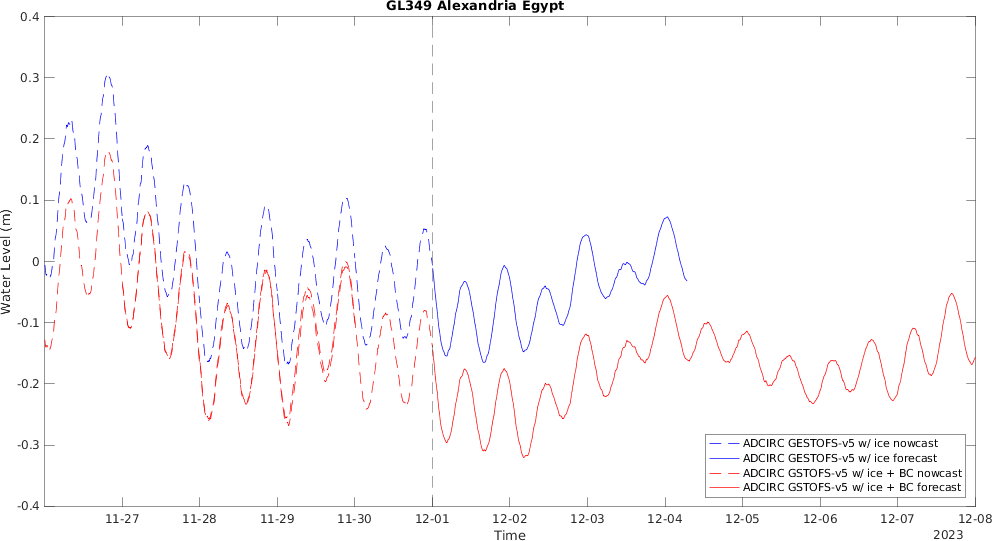 GL349 Alexandria Egypt
0.4
0.3
0.2
0.1
0
-0.1
-0.2
-0.3
-0.4
Water Level (m)
ADCIRC GESTOFS-v5 w/ ice nowcast
ADCIRC GESTOFS-v5 w/ ice forecast
ADCIRC GSTOFS-v5 w/ ice + BC nowcast
ADCIRC GSTOFS-v5 w/ ice + BC forecast
11-27 11-28 11-29 11-30 12-01 12-02 12-03 12-04 12-05 12-06 12-07 12-08
Time
2023